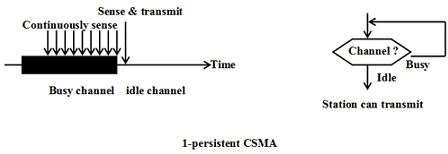 Sense & transmit
Continuously sense
Time
Busy channel
idle channel
Channel ?
Busy
Idle
Station can transmit
1-persistent CSMA